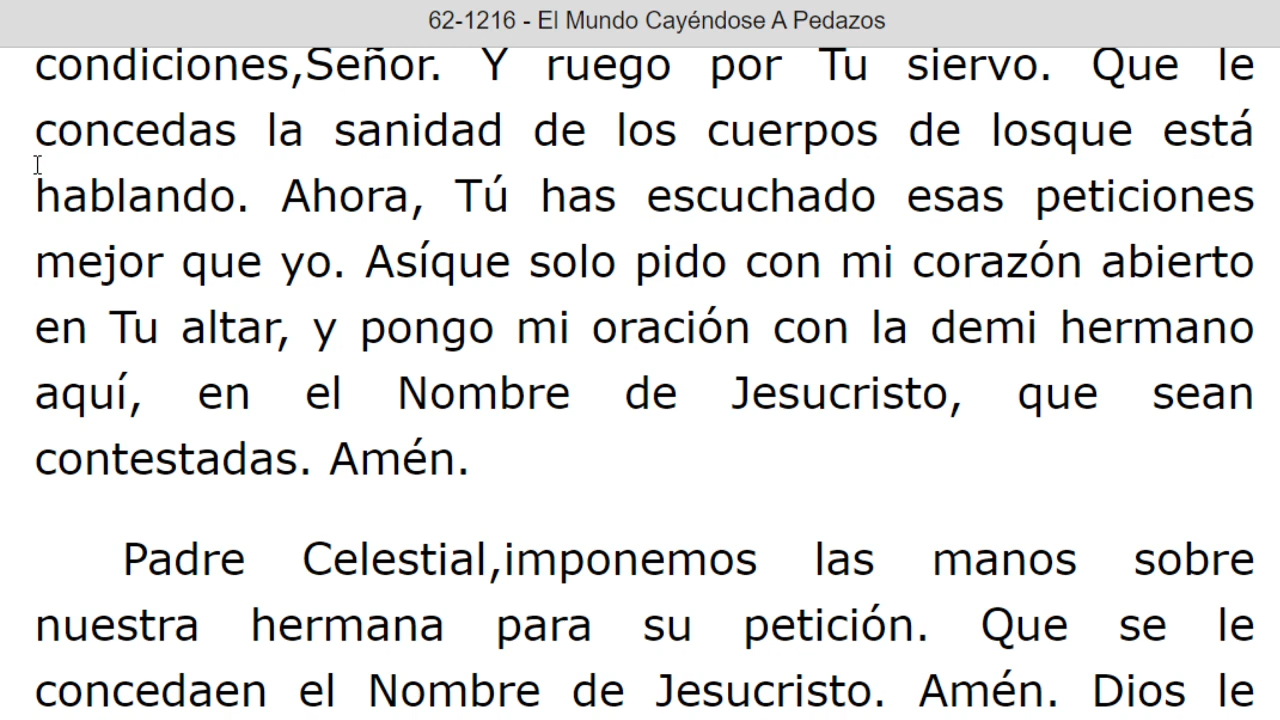 62-1216 - El Mundo Cayéndose A Pedazos
condiciones,Señor. Y ruego por Tu siervo. Que le
concedas la sanidad de los cuerpos de losque está
hablando. Ahora, Tú has escuchado esas peticiones
mejor que yo. Asíque solo pido con mi corazón abierto
en Tu altar, y pongo mi oración con la demi hermano
aquí, en el Nombre de Jesucristo, que sean
contestadas. Amén.
Padre Celestial,imponemos las manos sobre
nuestra hermana para su petición. Que se le
concedaen el Nombre de Jesucristo. Amén. Dios le